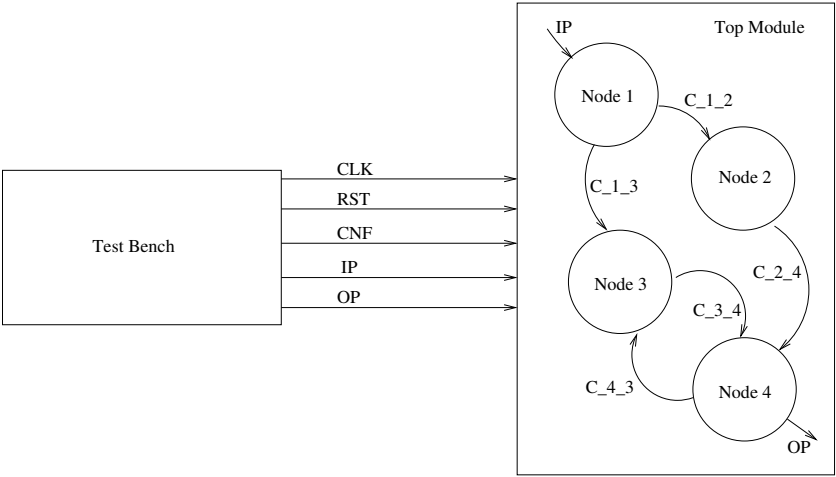 IP
Top Module
Node 1
C_1_2
CLK
C_1_3
Node 2
RST
CNF
Test Bench
IP
Node 3
C_2_4
OP
C_3_4
C_4_3
Node 4
OP